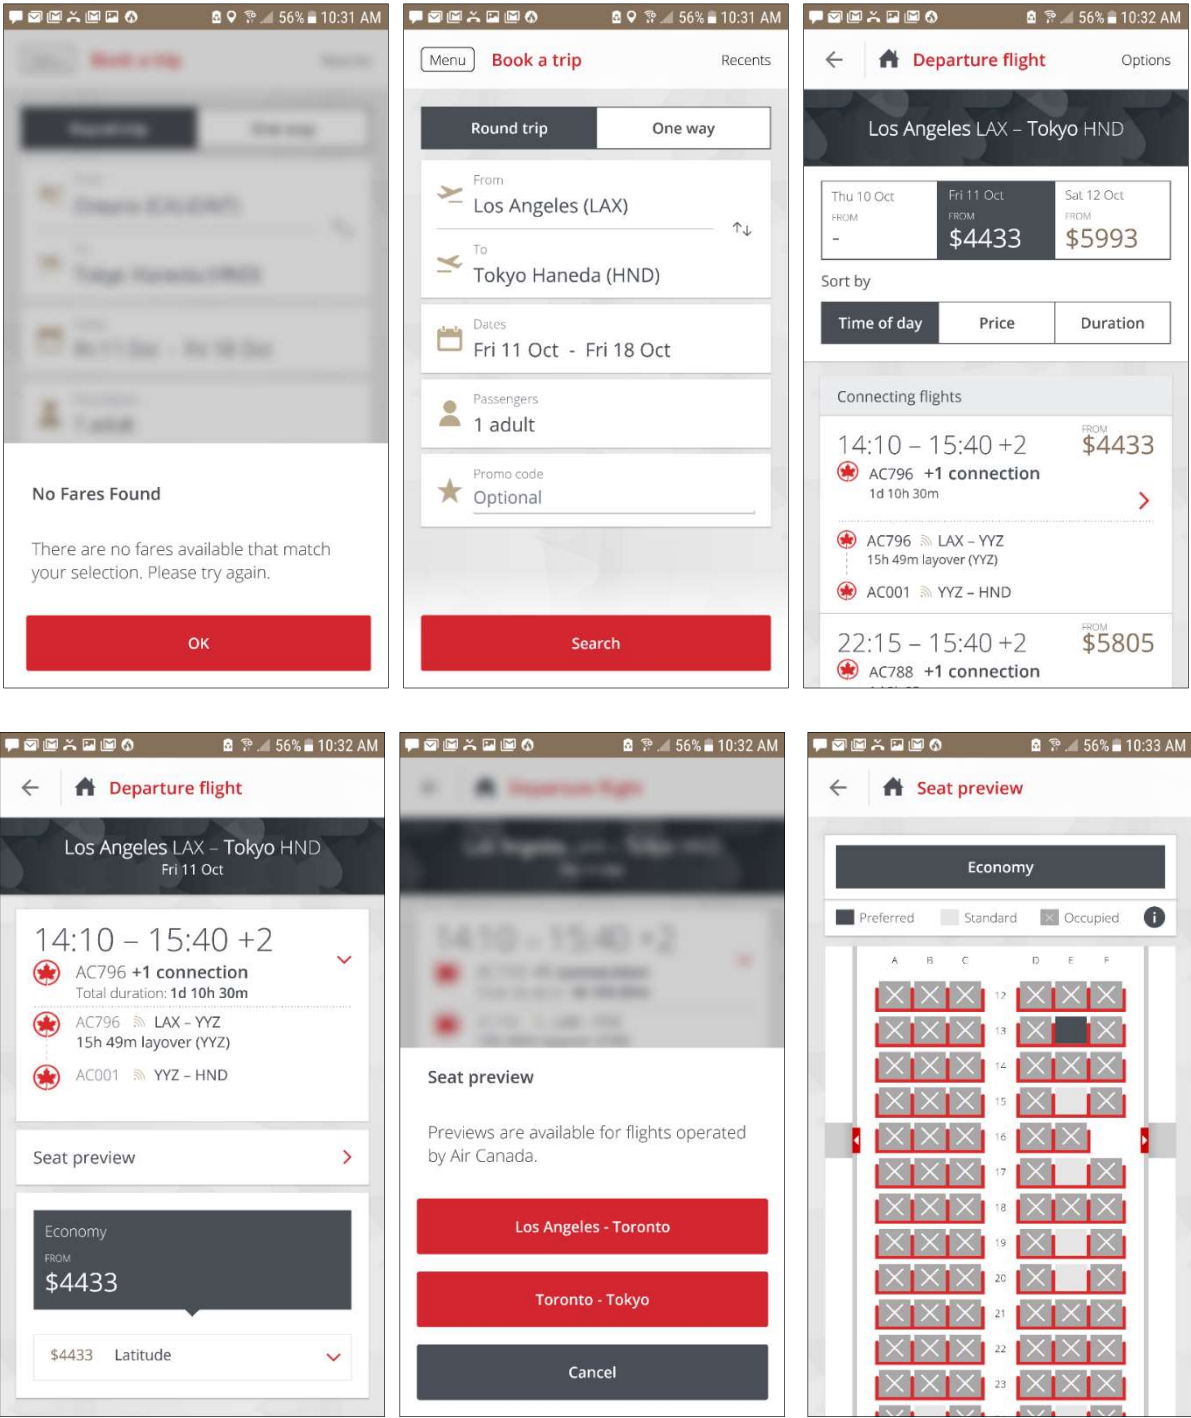 56% 10:31 AM
No Fares Found
There are no fares available that match
your selection. Please try again.
OK
56% 10:31 AM
Menu
Book a trip
Recents
Round trip
One way
From
Los Angeles (LAX)
To
Tokyo Haneda (HND)
Dates
Fri 11 Oct - Fri 18 Oct
Passengers
1 adult
Promo code
Optional
Search
56% 10:32 AM
Departure flight
Options
Los Angeles LAX – Tokyo HND
Thu 10 Oct
FROM
-
Fri 11 Oct
FROM
$4433
Sat 12 Oct
FROM
$5993
Sort by
Time of day
Price
Duration
Connecting flights
14:10 – 15:40 +2
FROM
$4433
AC796 +1 connection
1d 10h 30m
AC796 LAX – YYZ
15h 49m layover (YYZ)
AC001 YYZ – HND
22:15 – 15:40 +2
FROM
$5805
AC788 +1 connection
56% 10:32 AM
Departure flight
Los Angeles LAX – Tokyo HND
Fri 11 Oct
14:10 – 15:40 +2
AC796 +1 connection
Total duration: 1d 10h 30m
AC796 LAX – YYZ
15h 49m layover (YYZ)
AC001 YYZ – HND
Seat preview
Economy
FROM
$4433
$4433 Latitude
56% 10:32 AM
Seat preview
Previews are available for flights operated
by Air Canada.
Los Angeles - Toronto
Toronto - Tokyo
Cancel
56% 10:33 AM
Seat preview
Economy
Preferred
Standard
Occupied
A B C D E F
12
13
14
15
16
17
18
19
20
21
22
23